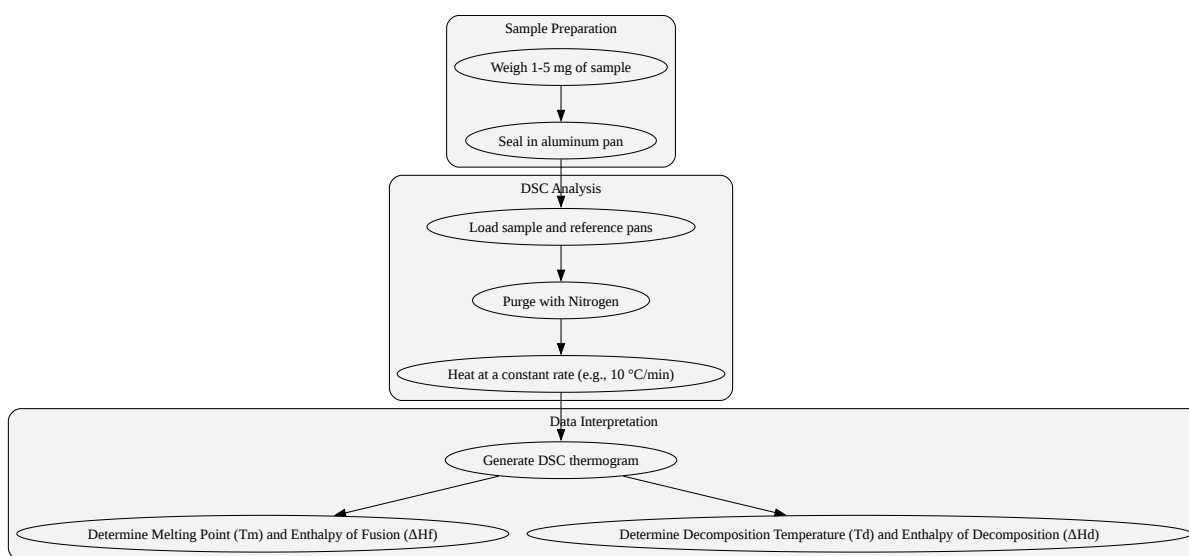 Sample Preparation
Weigh 1-5 mg of sample
Seal in aluminum pan
DSC Analysis
Load sample and reference pans
Purge with Nitrogen
Heat at a constant rate (e.g., 10 °C/min)
Data Interpretation
Generate DSC thermogram
Determine Melting Point (Tm) and Enthalpy of Fusion (ΔHf)
Determine Decomposition Temperature (Td) and Enthalpy of Decomposition (ΔHd)